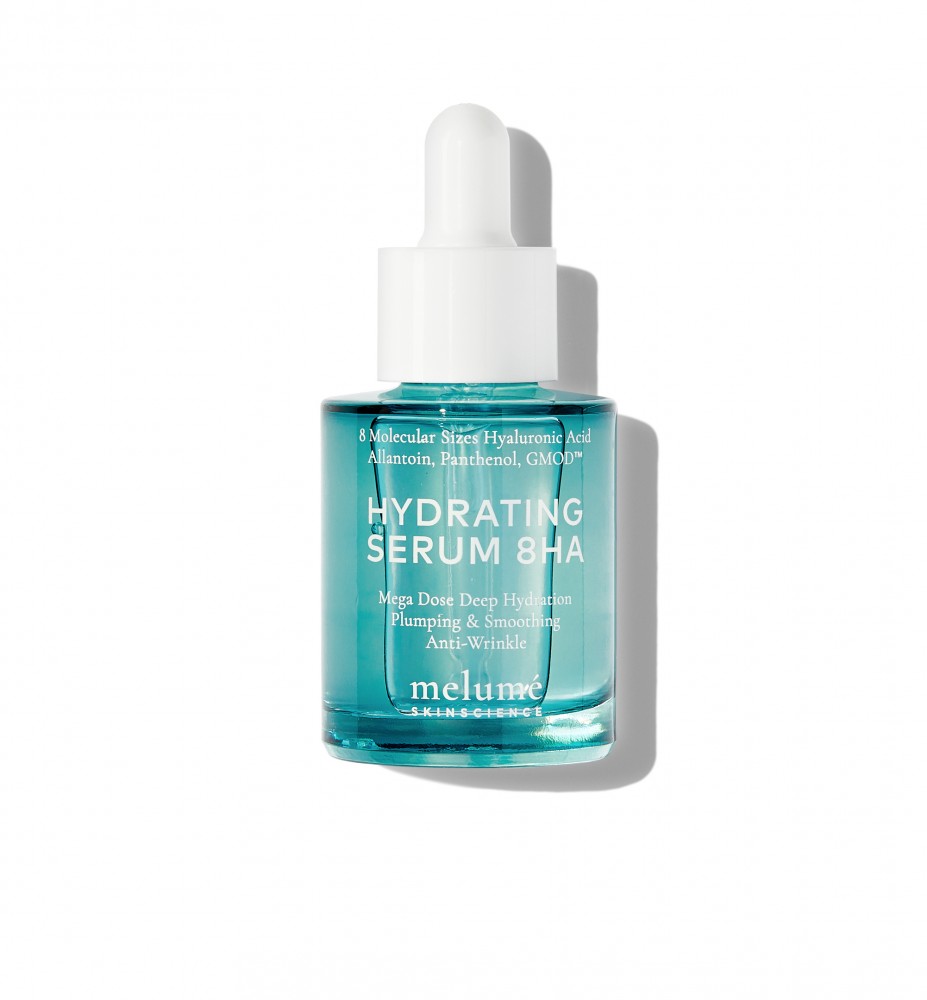 8 Molecular Sizes Hyaluronic Acid
Allantoin, Panthenol, GMOD™
HYDRATING
SERUM 8HA
Mega Dose Deep Hydration
Plumping & Smoothing
Anti-Wrinkle
melumé
SKINSCIENCE